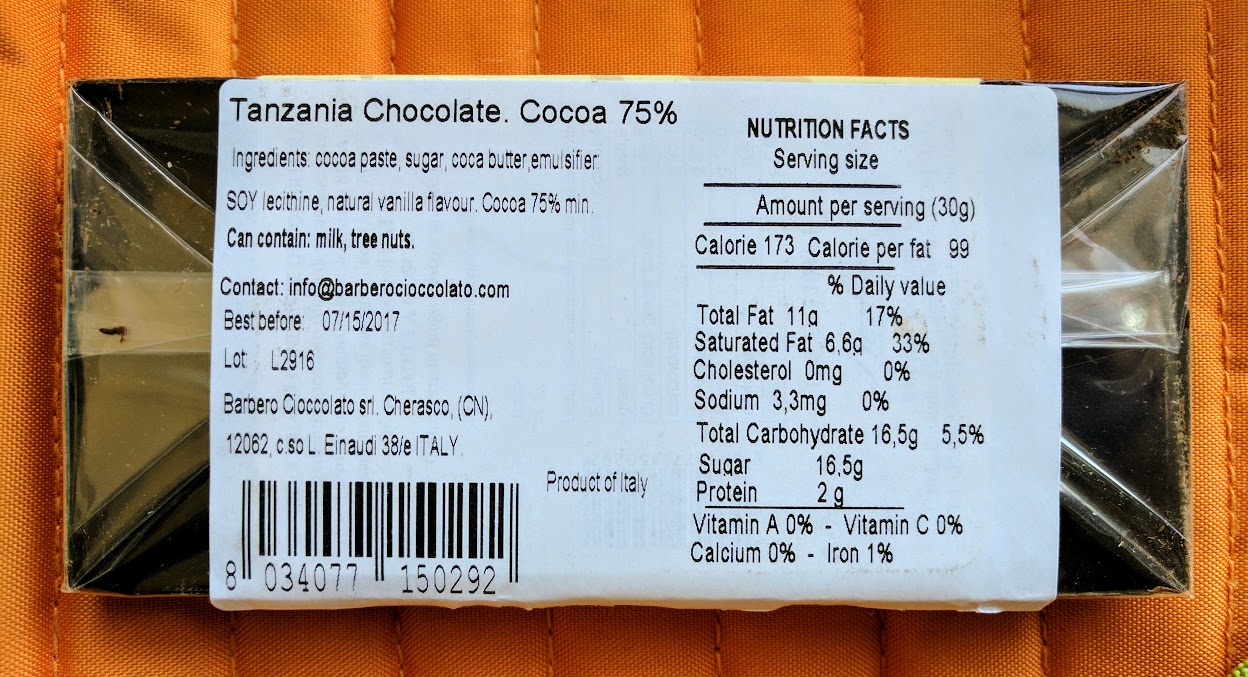 Tanzania Chocolate. Cocoa 75%
Ingredients: cocoa paste, sugar, coca butter,emulsifier:
SOY lecithine, natural vanilla flavour. Cocoa 75% min.
Can contain: milk, tree nuts.
Contact: info@barberocioccolato.com
Best before: 07/15/2017
Lot: L2916
Barbero Cioccolato srl. Cherasco, (CN),
12062, c.so L. Einaudi 38/e ITALY.
Product of Italy
8 034077 150292
NUTRITION FACTS
Serving size
Amount per serving (30g)
Calorie 173 Calorie per fat 99
% Daily value
Total Fat 11g 17%
Saturated Fat 6,6g 33%
Cholesterol 0mg 0%
Sodium 3,3mg 0%
Total Carbohydrate 16,5g 5,5%
Sugar 16,5g
Protein 2 g
Vitamin A 0% - Vitamin C 0%
Calcium 0% - Iron 1%